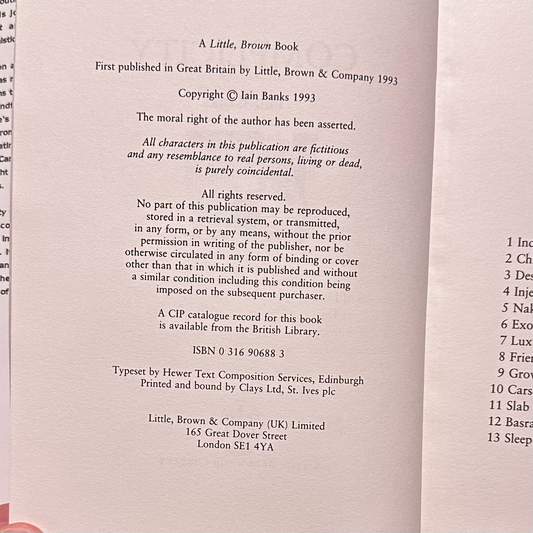 A Little, Brown Book
First published in Great Britain by Little, Brown & Company 1993
Copyright © Iain Banks 1993
The moral right of the author has been asserted.
All characters in this publication are fictitious
and any resemblance to real persons, living or dead,
is purely coincidental.
All rights reserved.
No part of this publication may be reproduced,
stored in a retrieval system, or transmitted,
in any form, or by any means, without the prior
permission in writing of the publisher, nor be
otherwise circulated in any form of binding or cover
other than that in which it is published and without
a similar condition including this condition being
imposed on the subsequent purchaser.
A CIP catalogue record for this book
is available from the British Library.
ISBN 0 316 90688 3
Typeset by Hewer Text Composition Services, Edinburgh
Printed and bound by Clays Ltd, St. Ives plc
Little, Brown & Company (UK) Limited
165 Great Dover Street
London SE1 4YA
1
2
3
4
5
6
7
8
9
10 Cars
11 Slab
12
13 Sleep